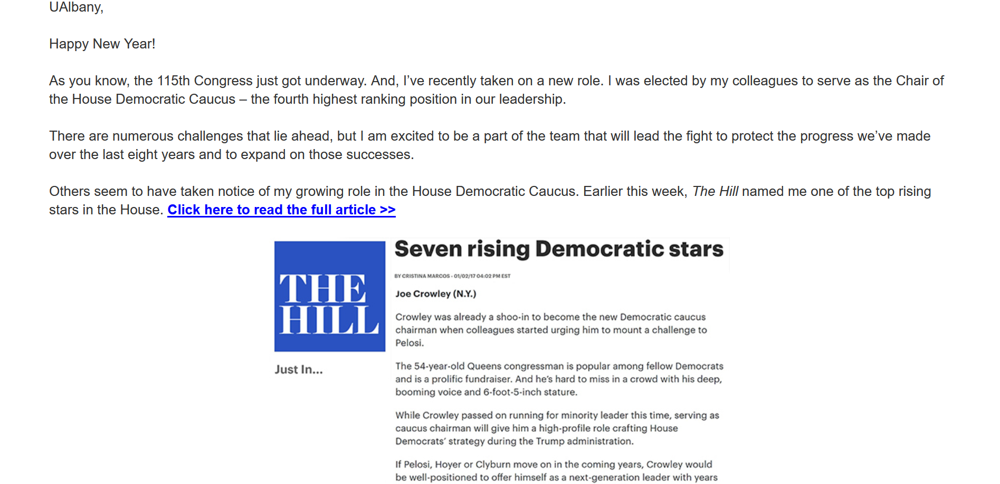 UAlbany,
Happy New Year!
As you know, the 115th Congress just got underway. And, I’ve recently taken on a new role. I was elected by my colleagues to serve as the Chair of
the House Democratic Caucus – the fourth highest ranking position in our leadership.
There are numerous challenges that lie ahead, but I am excited to be a part of the team that will lead the fight to protect the progress we’ve made
over the last eight years and to expand on those successes.
Others seem to have taken notice of my growing role in the House Democratic Caucus. Earlier this week, The Hill named me one of the top rising
stars in the House. Click here to read the full article >>
THE
HILL
Just In...
Seven rising Democratic stars
BY CRISTINA MARCOS - 01/02/17 04:02 PM EST
Joe Crowley (N.Y.)
Crowley was already a shoo-in to become the new Democratic caucus
chairman when colleagues started urging him to mount a challenge to
Pelosi.
The 54-year-old Queens congressman is popular among fellow Democrats
and is a prolific fundraiser. And he’s hard to miss in a crowd with his deep,
booming voice and 6-foot-5-inch stature.
While Crowley passed on running for minority leader this time, serving as
caucus chairman will give him a high-profile role crafting House
Democrats’ strategy during the Trump administration.
If Pelosi, Hoyer or Clyburn move on in the coming years, Crowley would
be well-positioned to offer himself as a next-generation leader with years